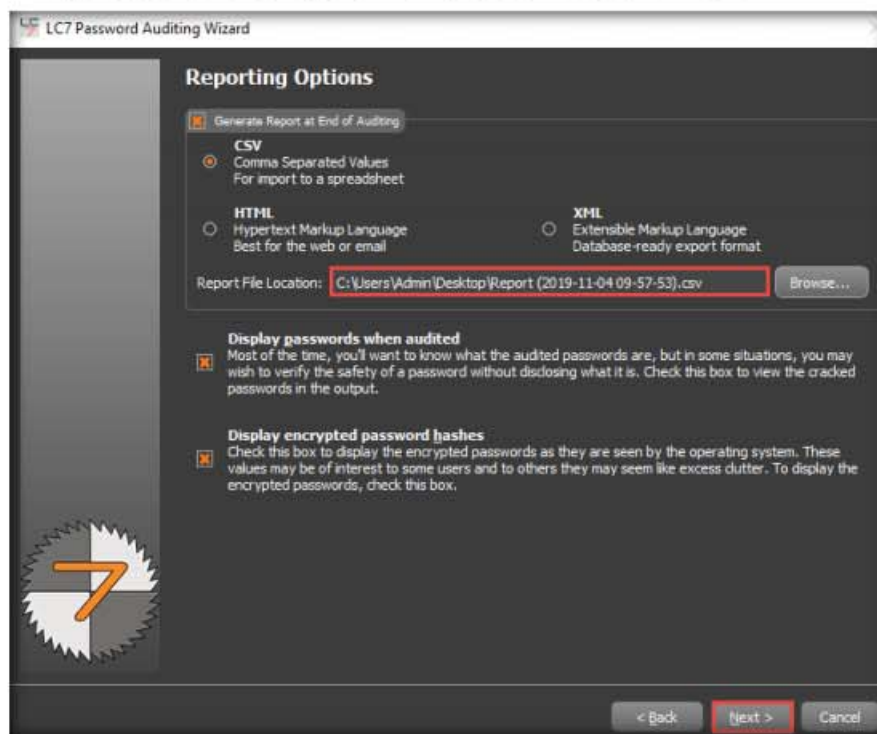 LC7 Password Auditing Wizard
Reporting Options
Generate Report at End of Auditing
CSV
Comma Separated Values
For import to a spreadsheet
HTML
Hypertext Markup Language
Best for the web or email
XML
Extensible Markup Language
Database-ready export format
Report File Location: C:\Users\Admin\Desktop\Report (2019-11-04 09-57-53).csv Browse...
Display passwords when audited
Most of the time, you'll want to know what the audited passwords are, but in some situations, you may
wish to verify the safety of a password without disclosing what it is. Check this box to view the cracked
passwords in the output.
Display encrypted password hashes
Check this box to display the encrypted passwords as they are seen by the operating system. These
values may be of interest to some users and to others they may seem like excess clutter. To display the
encrypted passwords, check this box.
7
< Back Next > Cancel